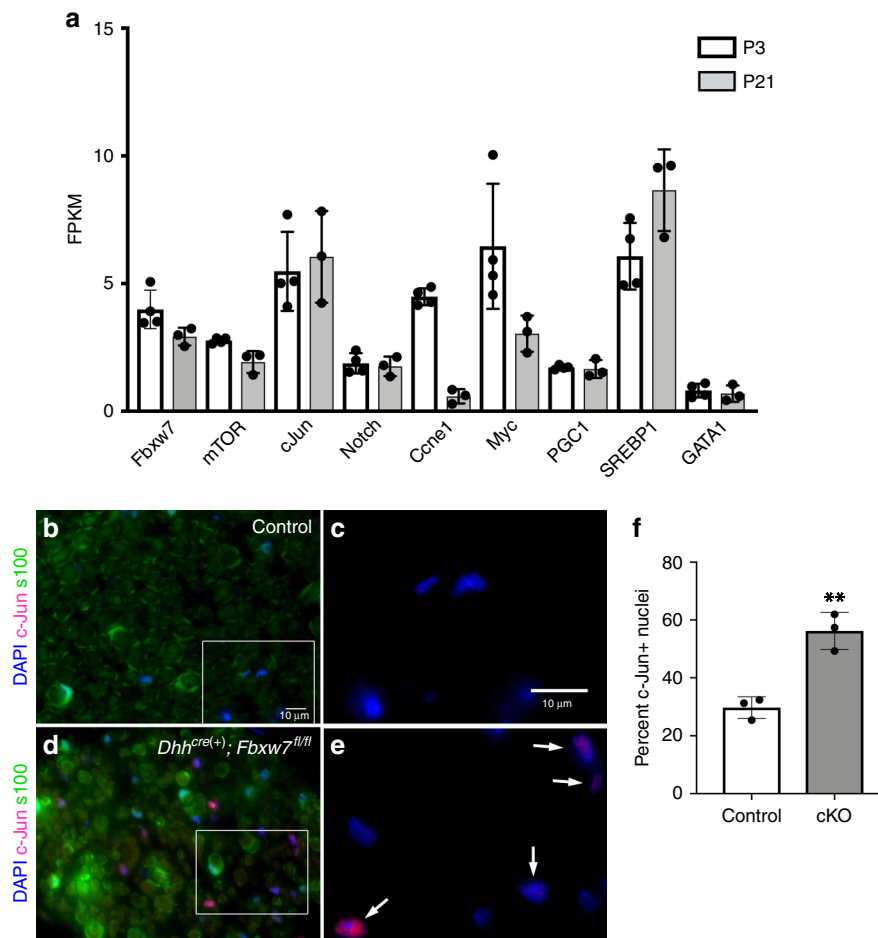 a
15
10
5
0
FPKM
P3
P21
Fbxw7
mTOR
cJun
Notch
Ccne1
Myc
PGC1
SREBP1
GATA1
b
Control
10 μm
c
10 μm
DAPI c-Jun s100
d
Dhhcre(+); Fbxw7fl/fl
e
DAPI c-Jun s100
f
80
60
40
20
0
Percent c-Jun+ nuclei
**
Control
cKO